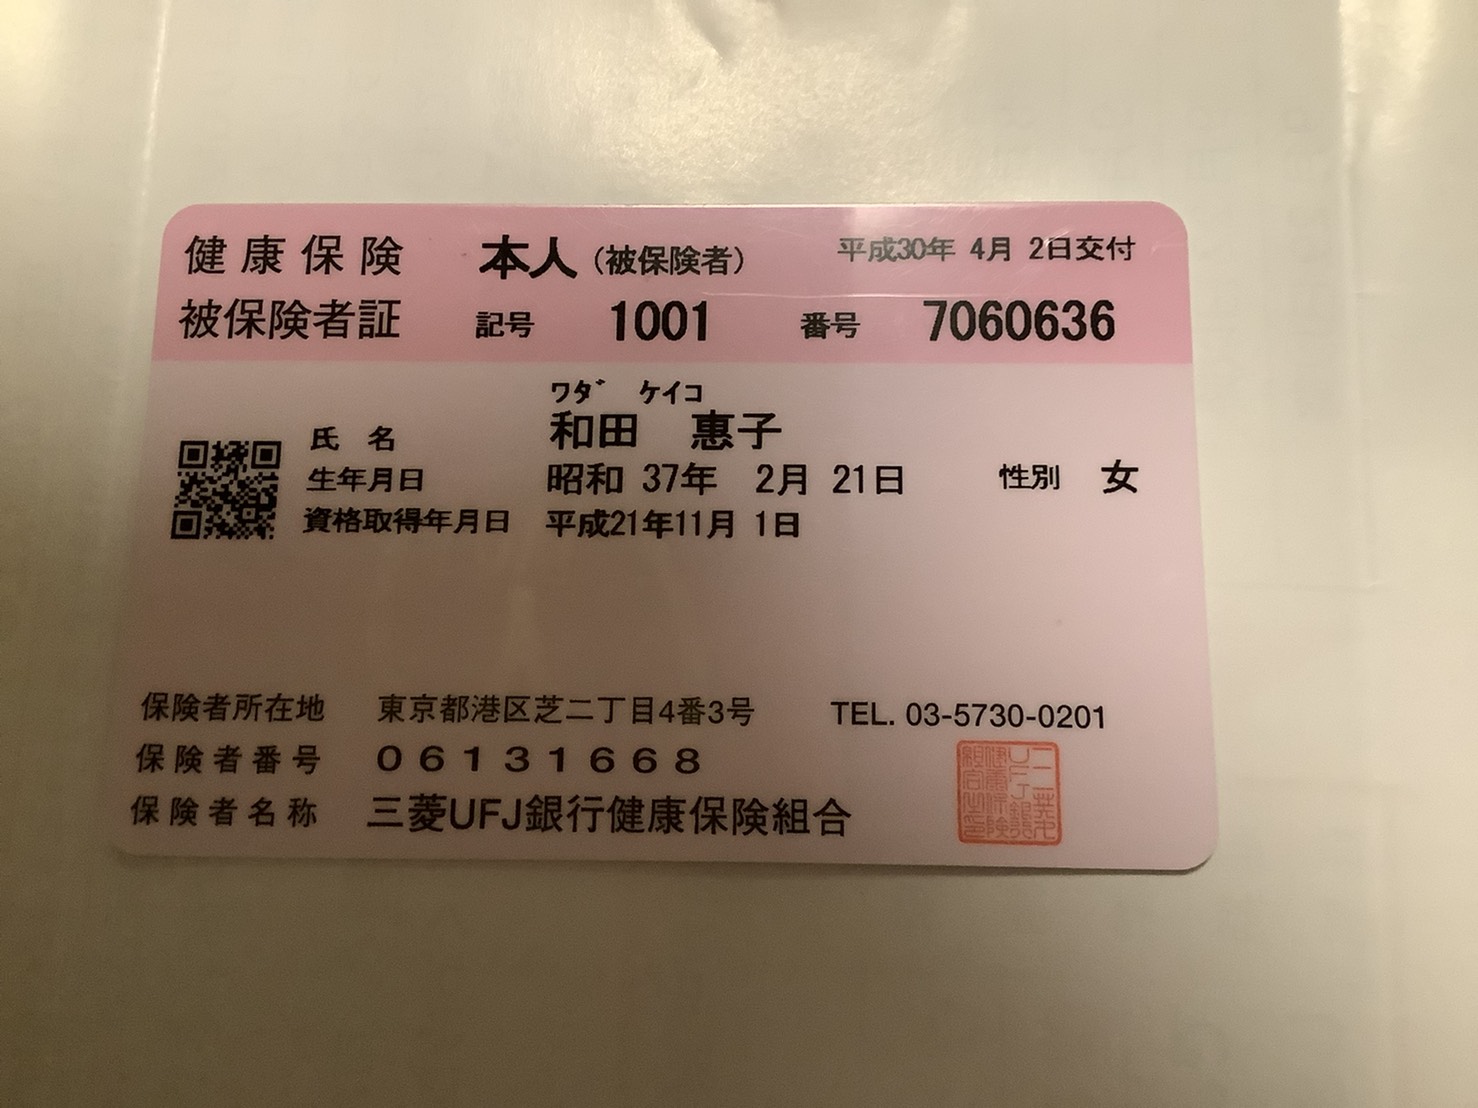 健康保険 本人（被保険者） 平成30年 4月 2日交付
被保険者証 記号 1001 番号 7060636
ワダ ケイコ
氏名 和田 惠子
生年月日 昭和 37年 2月 21日 性別 女
資格取得年月日 平成21年11月 1日
保険者所在地 東京都港区芝二丁目4番3号 TEL. 03-5730-0201
保険者番号 06131668
保険者名称 三菱UFJ銀行健康保険組合